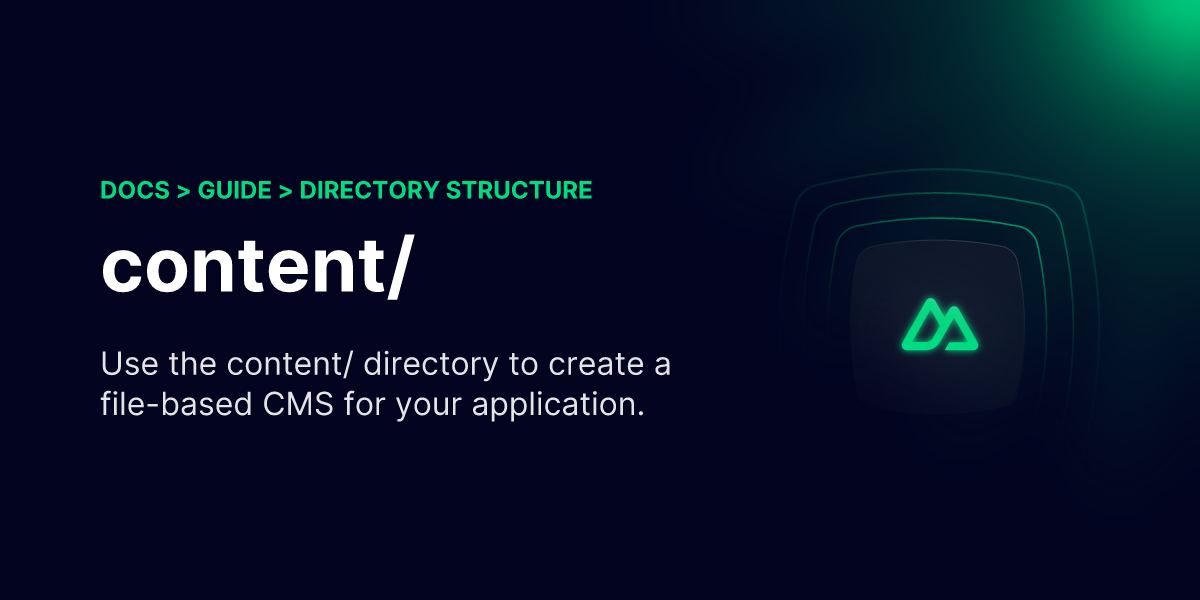 DOCS > GUIDE > DIRECTORY STRUCTURE
content/
Use the content/ directory to create a
file-based CMS for your application.